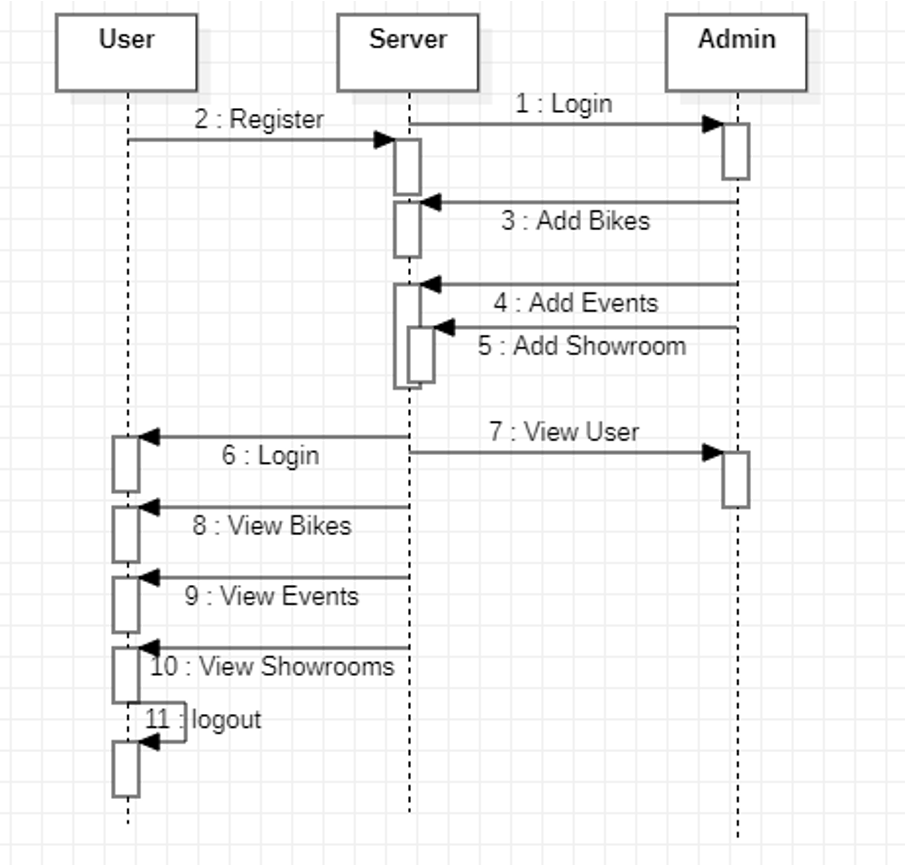 User
Server
Admin
1 : Login
2 : Register
3 : Add Bikes
4 : Add Events
5 : Add Showroom
7 : View User
6 : Login
8 : View Bikes
9 : View Events
10 : View Showrooms
11 : logout